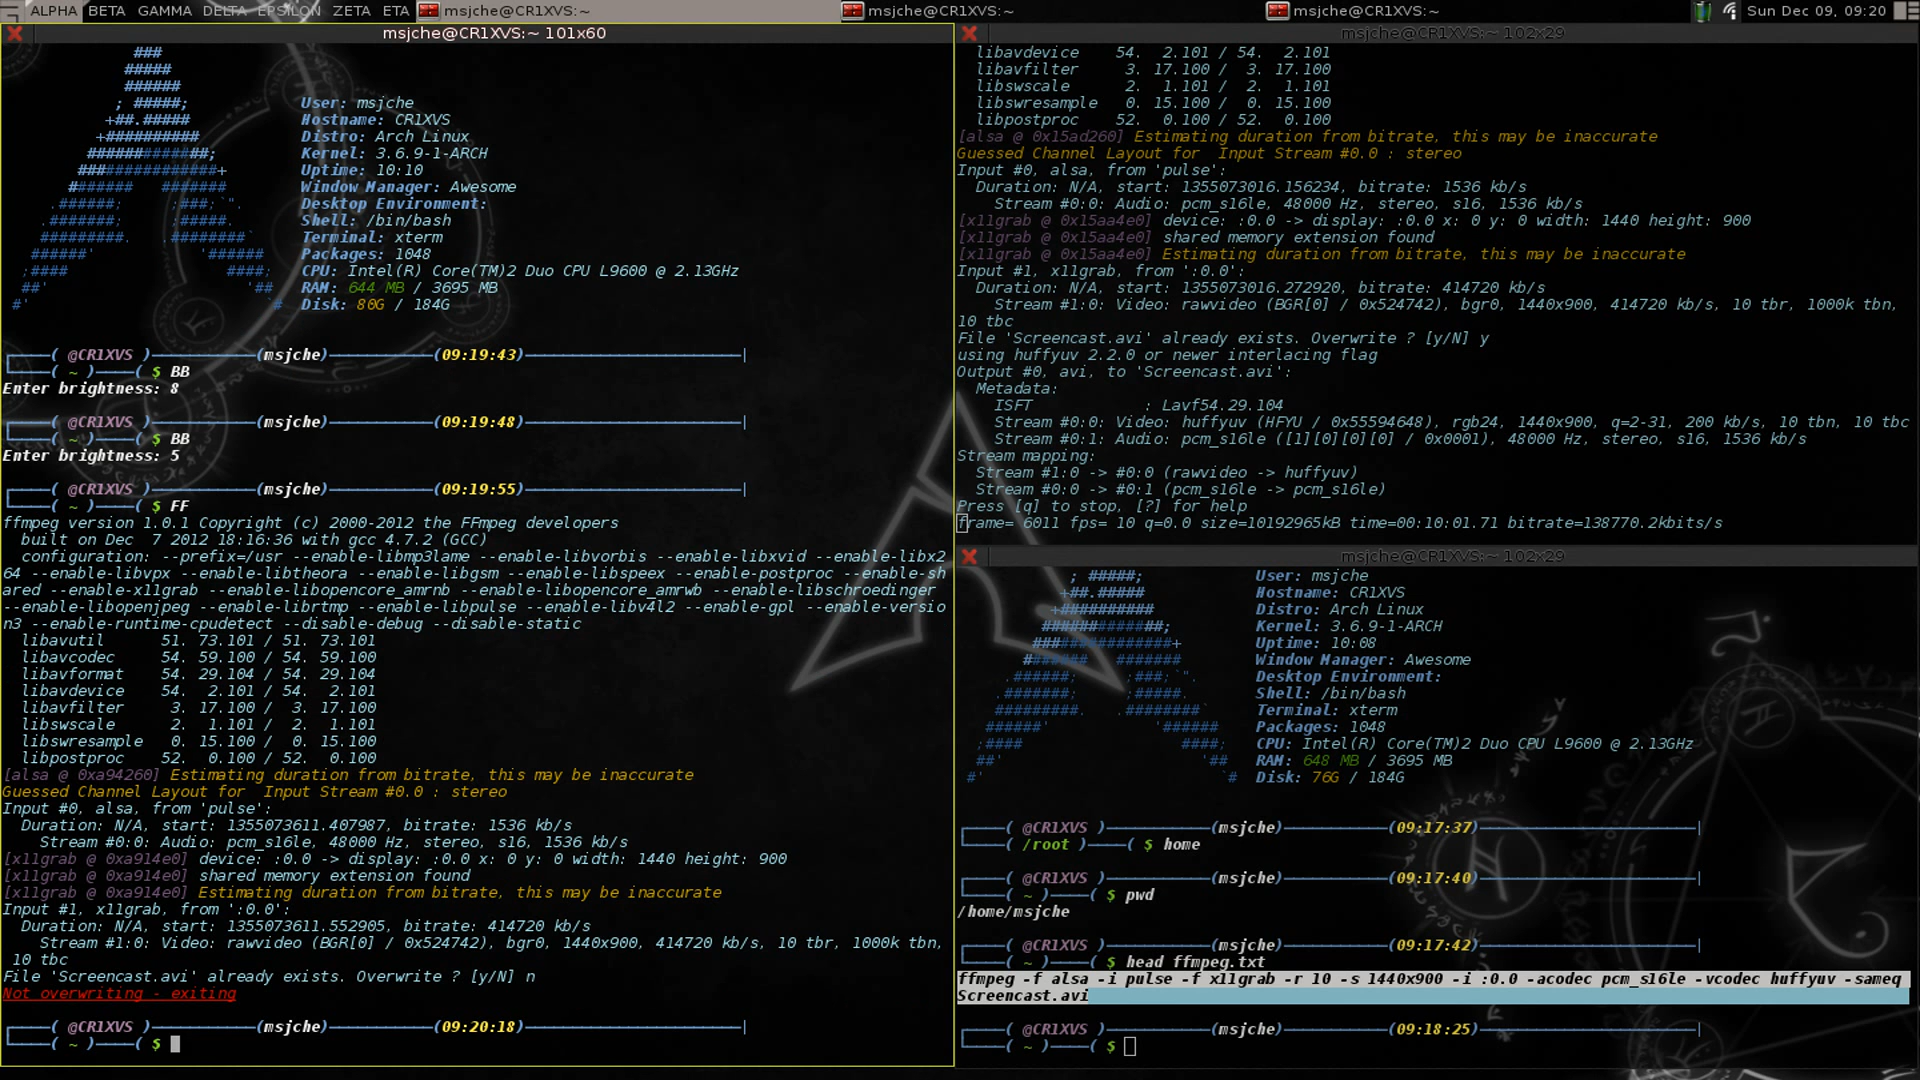 ALPHA BETA GAMMA DELTA EPSILON ZETA ETA msjche@CR1XVS:~ msjche@CR1XVS:~ msjche@CR1XVS:~ Sun Dec 09, 09:20
msjche@CR1XVS:~ 101x60
User: msjche
Hostname: CR1XVS
Distro: Arch Linux
Kernel: 3.6.9-1-ARCH
Uptime: 10:10
Window Manager: Awesome
Desktop Environment:
Shell: /bin/bash
Terminal: xterm
Packages: 1048
CPU: Intel(R) Core(TM)2 Duo CPU L9600 @ 2.13GHz
RAM: 644 MB / 3695 MB
Disk: 80G / 184G
( @CR1XVS ) (msjche) (09:19:43)
( ~ ) ( $ BB
Enter brightness: 8
( @CR1XVS ) (msjche) (09:19:48)
( ~ ) ( $ BB
Enter brightness: 5
( @CR1XVS ) (msjche) (09:19:55)
( ~ ) ( $ FF
ffmpeg version 1.0.1 Copyright (c) 2000-2012 the FFmpeg developers
built on Dec  7 2012 18:16:36 with gcc 4.7.2 (GCC)
configuration: --prefix=/usr --enable-libmp3lame --enable-libvorbis --enable-libxvid --enable-libx2
64 --enable-libvpx --enable-libtheora --enable-libgsm --enable-libspeex --enable-postproc --enable-sh
ared --enable-x11grab --enable-libopencore_amrnb --enable-libopencore_amrwb --enable-libschroedinger
--enable-libopenjpeg --enable-librtmp --enable-libpulse --enable-libv4l2 --enable-gpl --enable-versio
n3 --enable-runtime-cpudetect --disable-debug --disable-static
libavutil 51. 73.101 / 51. 73.101
libavcodec 54. 59.100 / 54. 59.100
libavformat 54. 29.104 / 54. 29.104
libavdevice 54. 2.101 / 54. 2.101
libavfilter 3. 17.100 / 3. 17.100
libswscale 2. 1.101 / 2. 1.101
libswresample 0. 15.100 / 0. 15.100
libpostproc 52. 0.100 / 52. 0.100
[alsa @ 0xa94260] Estimating duration from bitrate, this may be inaccurate
Guessed Channel Layout for  Input Stream #0.0 : stereo
Input #0, alsa, from 'pulse':
Duration: N/A, start: 1355073611.407987, bitrate: 1536 kb/s
Stream #0:0: Audio: pcm_s16le, 48000 Hz, stereo, s16, 1536 kb/s
[x11grab @ 0xa914e0] device: :0.0 -> display: :0.0 x: 0 y: 0 width: 1440 height: 900
[x11grab @ 0xa914e0] shared memory extension found
[x11grab @ 0xa914e0] Estimating duration from bitrate, this may be inaccurate
Input #1, x11grab, from ':0.0':
Duration: N/A, start: 1355073611.552905, bitrate: 414720 kb/s
Stream #1:0: Video: rawvideo (BGR[0] / 0x524742), bgr0, 1440x900, 414720 kb/s, 10 tbr, 1000k tbn,
10 tbc
File 'Screencast.avi' already exists. Overwrite ? [y/N] n
Not overwriting - exiting
( @CR1XVS ) (msjche) (09:20:18)
( ~ ) ( $
msjche@CR1XVS:~ 102x29
libavdevice 54. 2.101 / 54. 2.101
libavfilter 3. 17.100 / 3. 17.100
libswscale 2. 1.101 / 2. 1.101
libswresample 0. 15.100 / 0. 15.100
libpostproc 52. 0.100 / 52. 0.100
[alsa @ 0x15ad260] Estimating duration from bitrate, this may be inaccurate
Guessed Channel Layout for  Input Stream #0.0 : stereo
Input #0, alsa, from 'pulse':
Duration: N/A, start: 1355073016.156234, bitrate: 1536 kb/s
Stream #0:0: Audio: pcm_s16le, 48000 Hz, stereo, s16, 1536 kb/s
[x11grab @ 0x15aa4e0] device: :0.0 -> display: :0.0 x: 0 y: 0 width: 1440 height: 900
[x11grab @ 0x15aa4e0] shared memory extension found
[x11grab @ 0x15aa4e0] Estimating duration from bitrate, this may be inaccurate
Input #1, x11grab, from ':0.0':
Duration: N/A, start: 1355073016.272920, bitrate: 414720 kb/s
Stream #1:0: Video: rawvideo (BGR[0] / 0x524742), bgr0, 1440x900, 414720 kb/s, 10 tbr, 1000k tbn,
10 tbc
File 'Screencast.avi' already exists. Overwrite ? [y/N] y
using huffyuv 2.2.0 or newer interlacing flag
Output #0, avi, to 'Screencast.avi':
Metadata:
ISFT : Lavf54.29.104
Stream #0:0: Video: huffyuv (HFYU / 0x55594648), rgb24, 1440x900, q=2-31, 200 kb/s, 10 tbn, 10 tbc
Stream #0:1: Audio: pcm_s16le ([1][0][0][0] / 0x0001), 48000 Hz, stereo, s16, 1536 kb/s
Stream mapping:
Stream #1:0 -> #0:0 (rawvideo -> huffyuv)
Stream #0:0 -> #0:1 (pcm_s16le -> pcm_s16le)
Press [q] to stop, [?] for help
frame= 6011 fps= 10 q=0.0 size=10192965kB time=00:10:01.71 bitrate=138770.2kbits/s
msjche@CR1XVS:~ 102x29
User: msjche
Hostname: CR1XVS
Distro: Arch Linux
Kernel: 3.6.9-1-ARCH
Uptime: 10:08
Window Manager: Awesome
Desktop Environment:
Shell: /bin/bash
Terminal: xterm
Packages: 1048
CPU: Intel(R) Core(TM)2 Duo CPU L9600 @ 2.13GHz
RAM: 648 MB / 3695 MB
Disk: 76G / 184G
( @CR1XVS ) (msjche) (09:17:37)
( /root ) ( $ home
( @CR1XVS ) (msjche) (09:17:40)
( ~ ) ( $ pwd
/home/msjche
( @CR1XVS ) (msjche) (09:17:42)
( ~ ) ( $ head ffmpeg.txt
ffmpeg -f alsa -i pulse -f x11grab -r 10 -s 1440x900 -i :0.0 -acodec pcm_s16le -vcodec huffyuv -sameq
Screencast.avi
( @CR1XVS ) (msjche) (09:18:25)
( ~ ) ( $